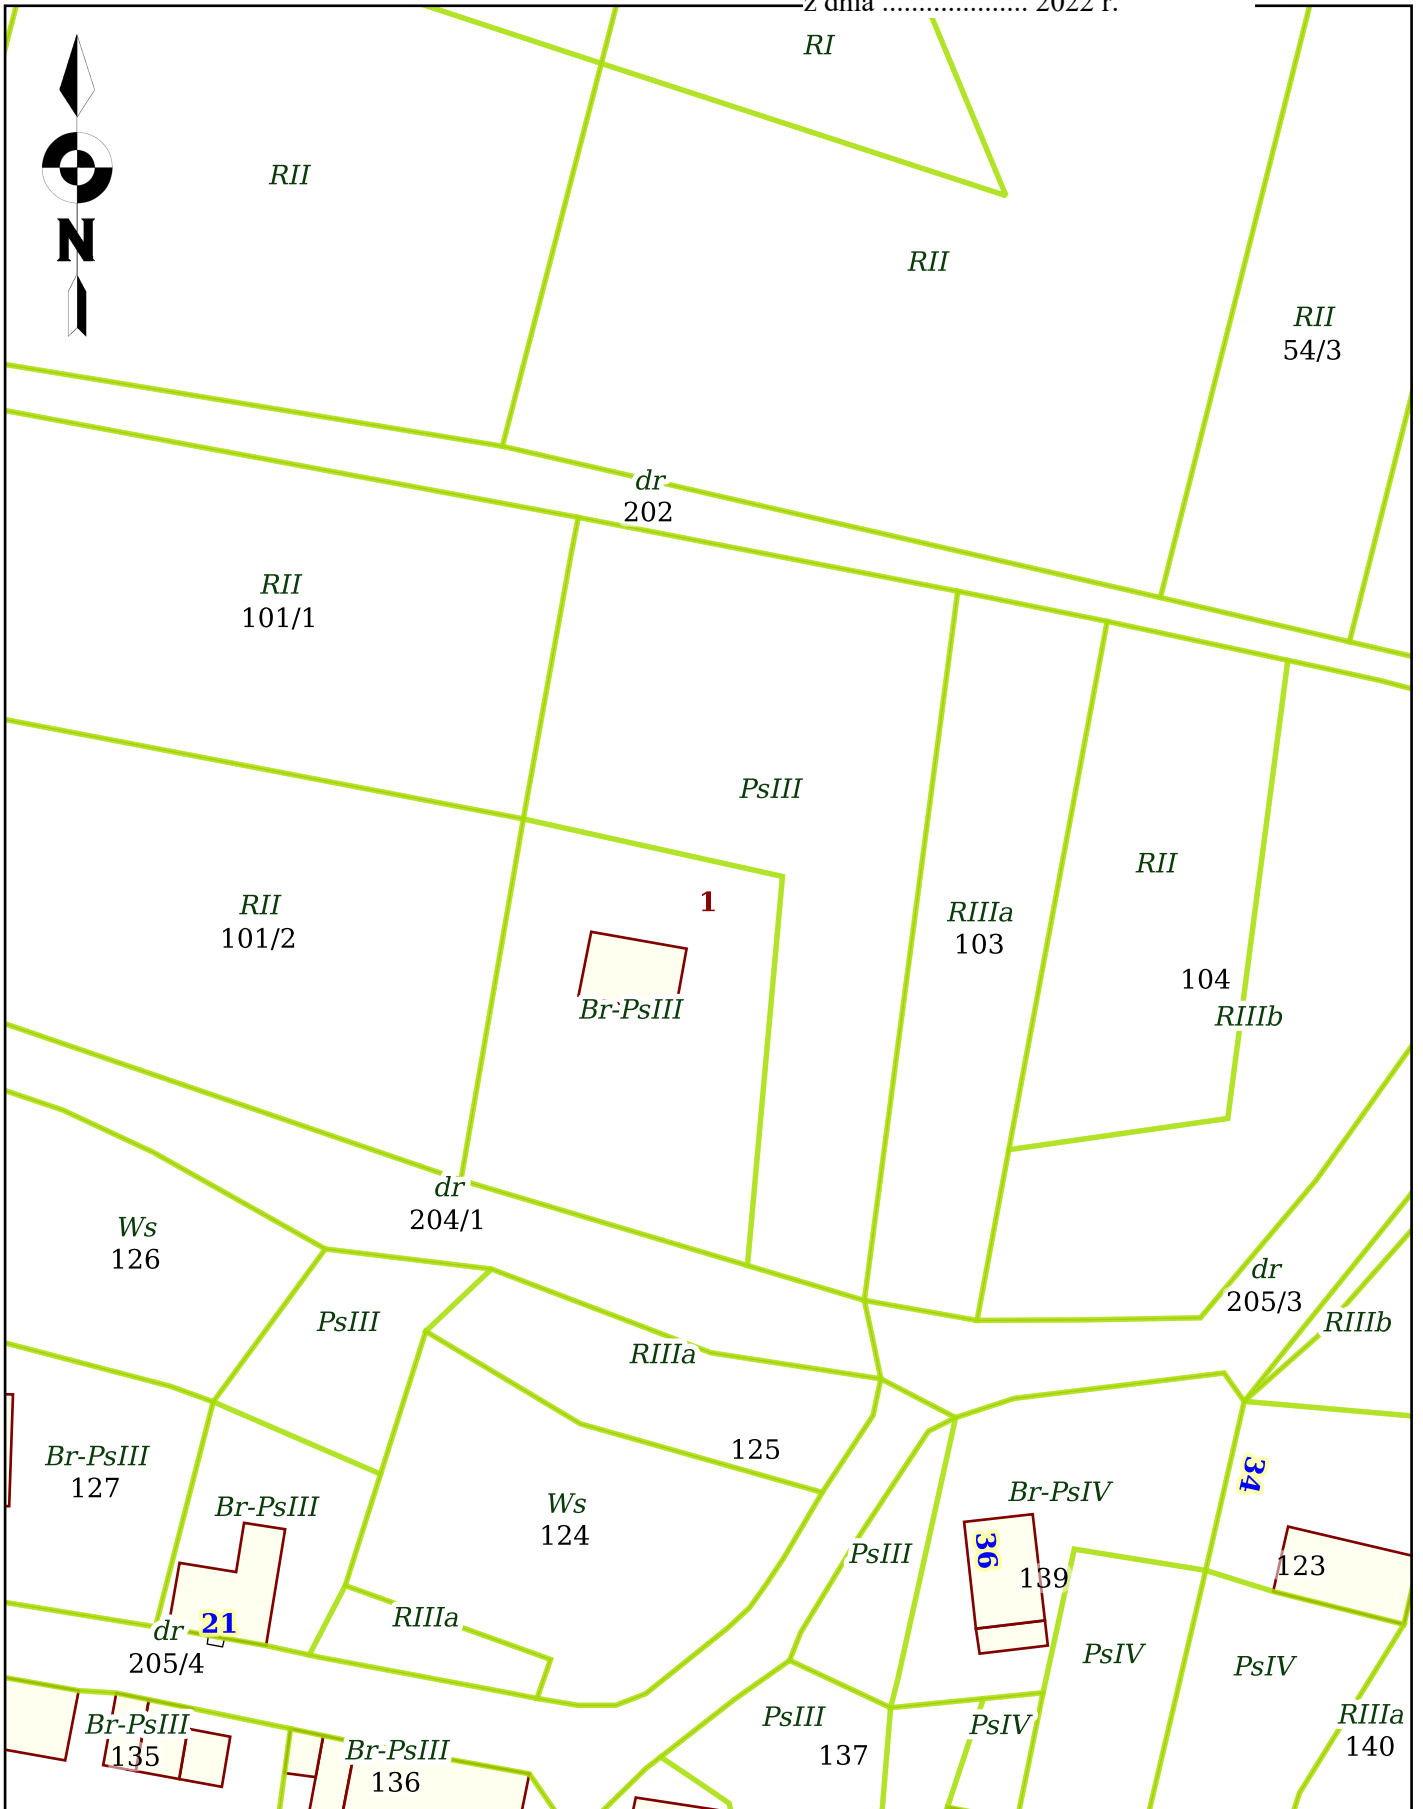 z dnia .................... 2022 r.
RI
RII
N
RII
RII
54/3
dr
202
RII
101/1
PsIII
RII
1
RII
101/2
RIIIa
103
104
Br-PsIII
RIIIb
dr
204/1
Ws
126
dr
205/3
PsIII
RIIIb
RIIIa
125
Br-PsIII
127
34
Br-PsIV
Br-PsIII
Ws
124
36
PsIII
139
123
RIIIa
21
dr
205/4
PsIV
PsIV
PsIII
PsIV
RIIIa
140
Br-PsIII
135
Br-PsIII
136
137